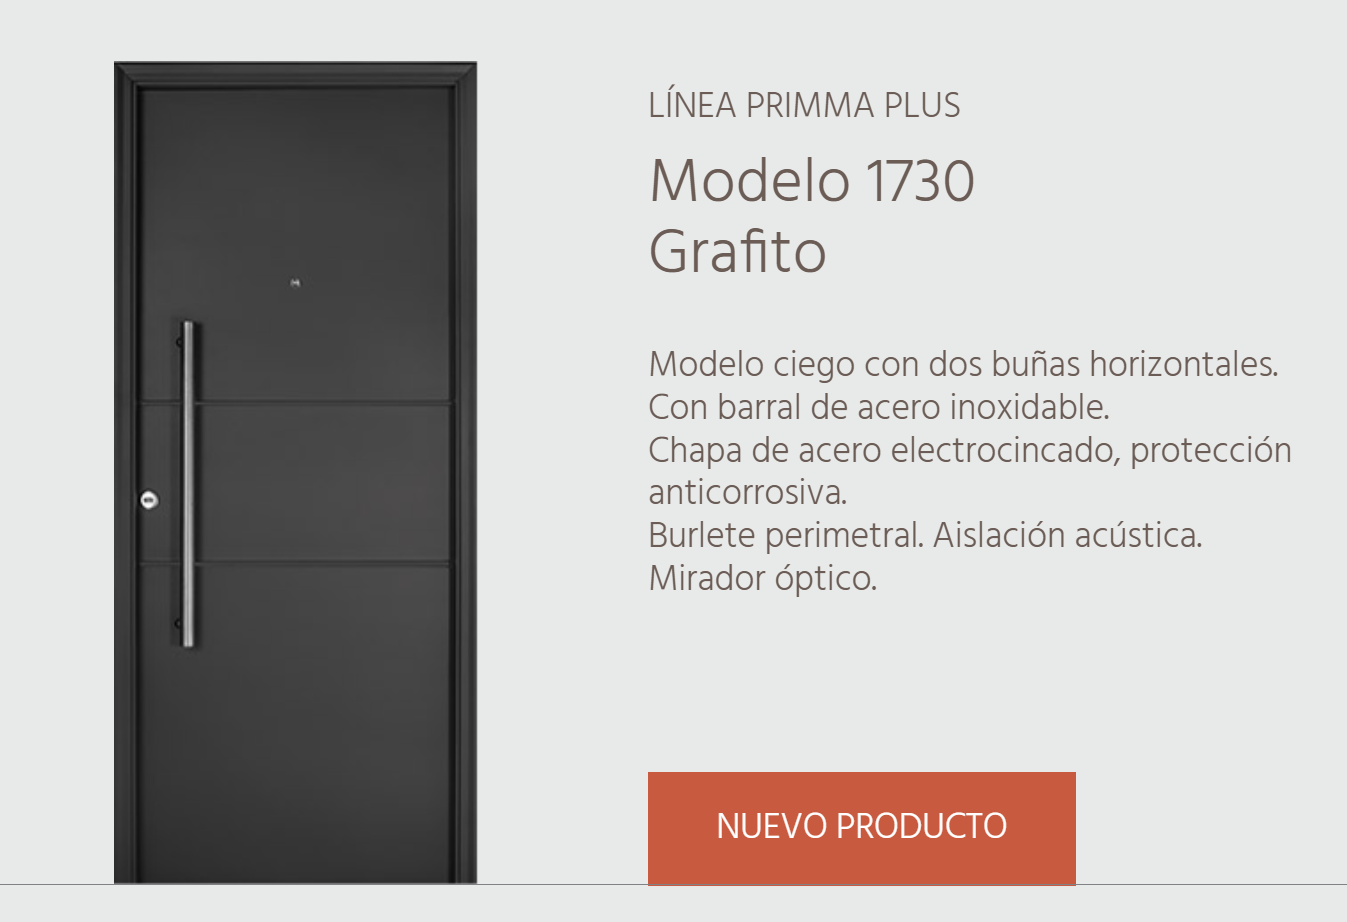 LÍNEA PRIMMA PLUS
Modelo 1730
Grafito
Modelo ciego con dos buñas horizontales.
Con barral de acero inoxidable.
Chapa de acero electrocincado, protección
anticorrosiva.
Burlete perimetral. Aislación acústica.
Mirador óptico.
NUEVO PRODUCTO